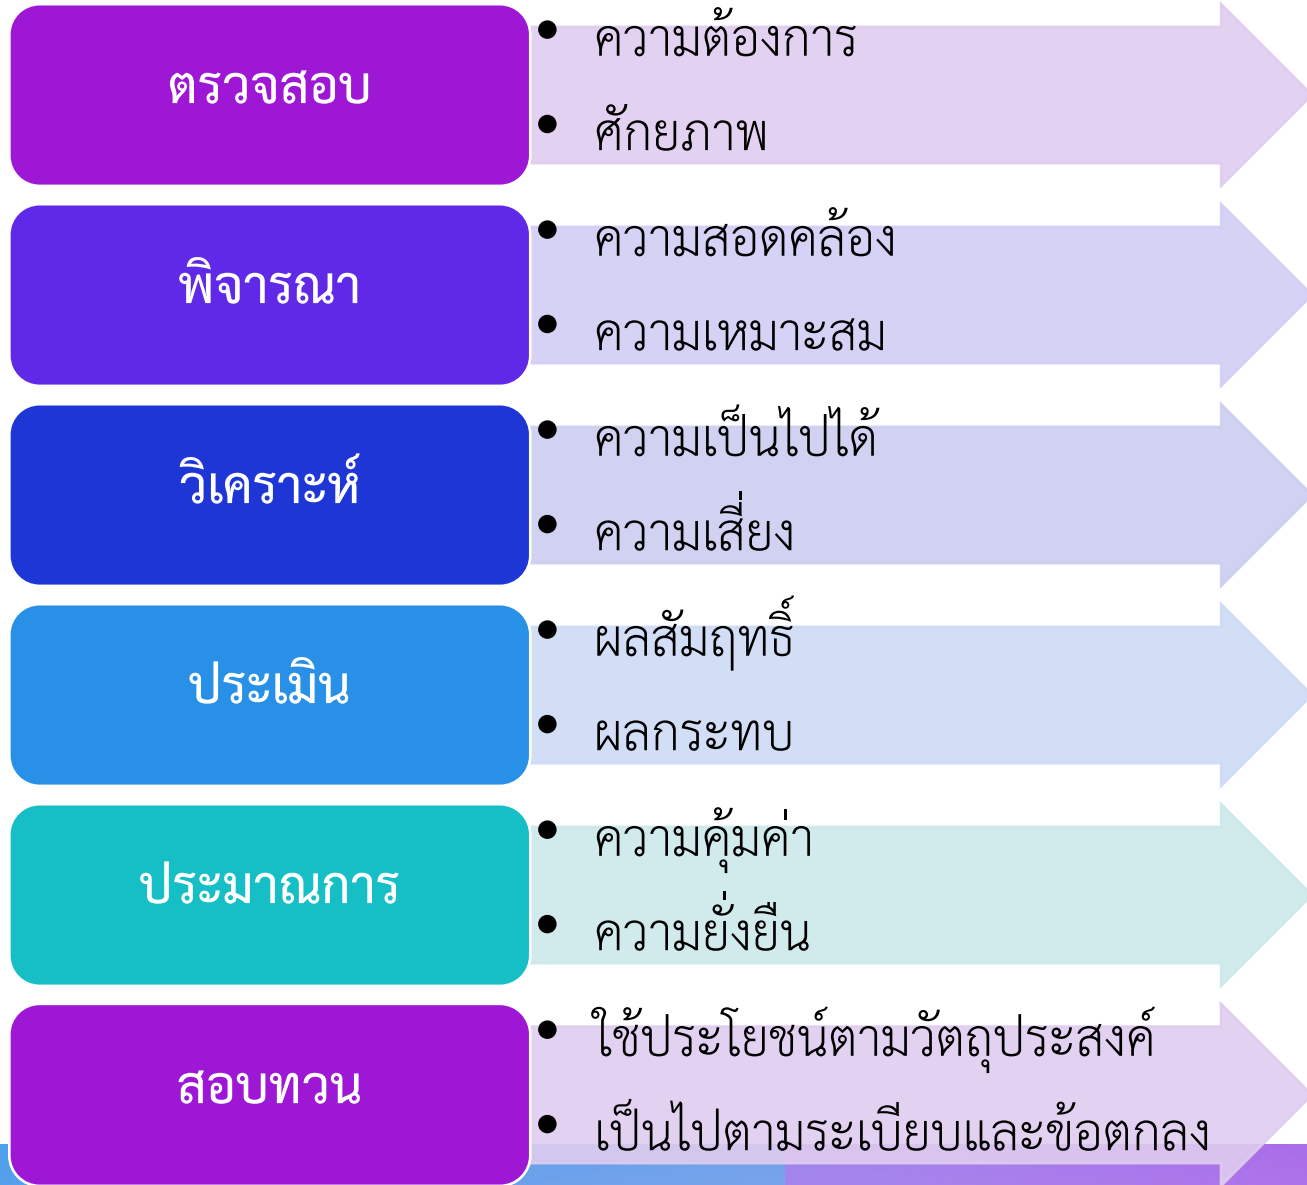 ตรวจสอบ
• ความต้องการ
• ศักยภาพ
พิจารณา
• ความสอดคล้อง
• ความเหมาะสม
วิเคราะห์
• ความเป็นไปได้
• ความเสี่ยง
ประเมิน
• ผลสัมฤทธิ์
• ผลกระทบ
ประมาณการ
• ความคุ้มค่า
• ความยั่งยืน
สอบทวน
• ใช้ประโยชน์ตามวัตถุประสงค์
• เป็นไปตามระเบียบและข้อตกลง